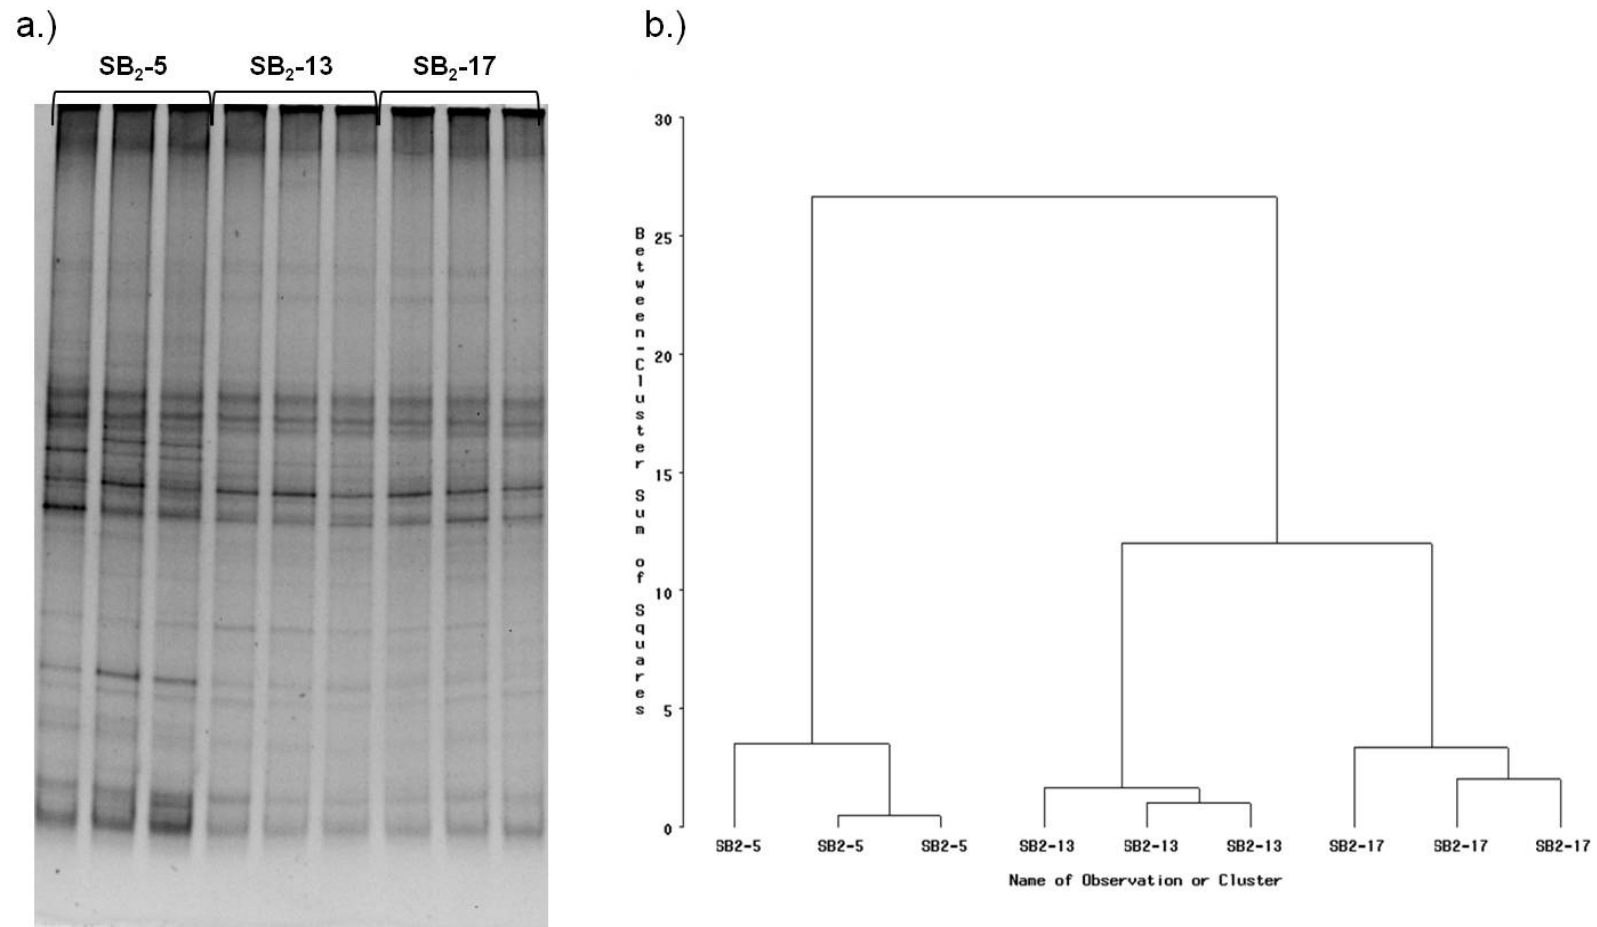 a.)
SB₂-5 SB₂-13 SB₂-17
b.)
Between-Cluster Sum of Squares
30
25
20
15
10
5
0
SB2-5 SB2-5 SB2-5 SB2-13 SB2-13 SB2-13 SB2-17 SB2-17 SB2-17
Name of Observation or Cluster